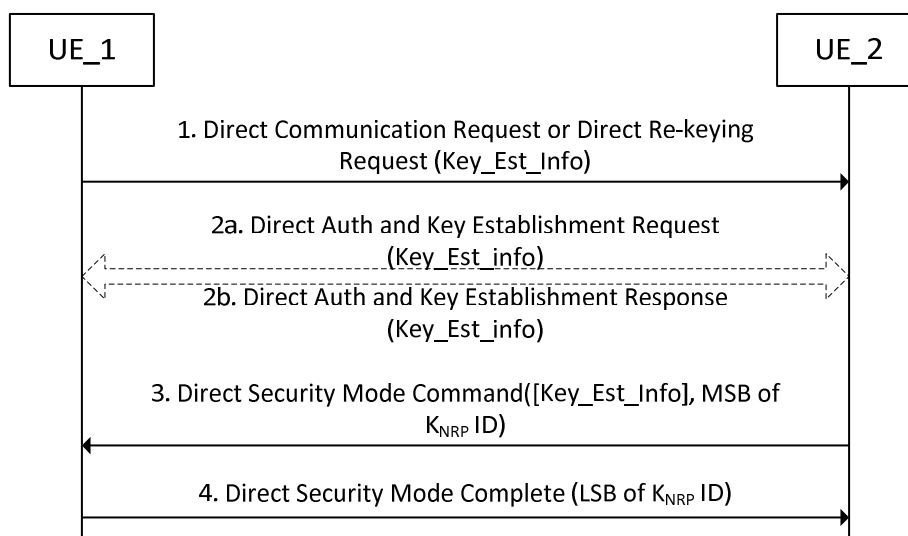 UE_1
UE_2
1. Direct Communication Request or Direct Re-keying
Request (Key_Est_Info)
2a. Direct Auth and Key Establishment Request
(Key_Est_info)
2b. Direct Auth and Key Establishment Response
(Key_Est_info)
3. Direct Security Mode Command([Key_Est_Info], MSB of
KNRP ID)
4. Direct Security Mode Complete (LSB of KNRP ID)